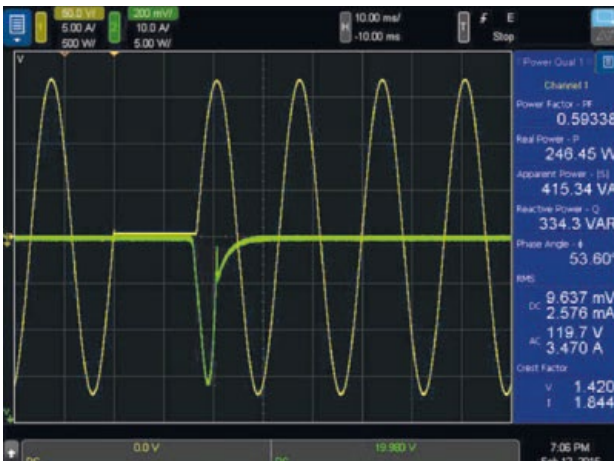 1 50.0 V/ 5.00 A/ 500 W/
2 200 mV/ 10.0 A/ 5.00 W/
H 10.00 ms/ -10.00 ms
T E Stop
V
Power Qual 1
Channel 1
Power Factor - PF
0.59338
Real Power - P
246.45 W
Apparent Power - |S|
415.34 VA
Reactive Power - Q
334.3 VAR
Phase Angle - ɸ
53.60°
RMS
DC 9.637 mV
2.576 mA
AC 119.7 V
3.470 A
Crest Factor
V 1.420
I 1.844
0.0 V
19.980 V
7:06 PM